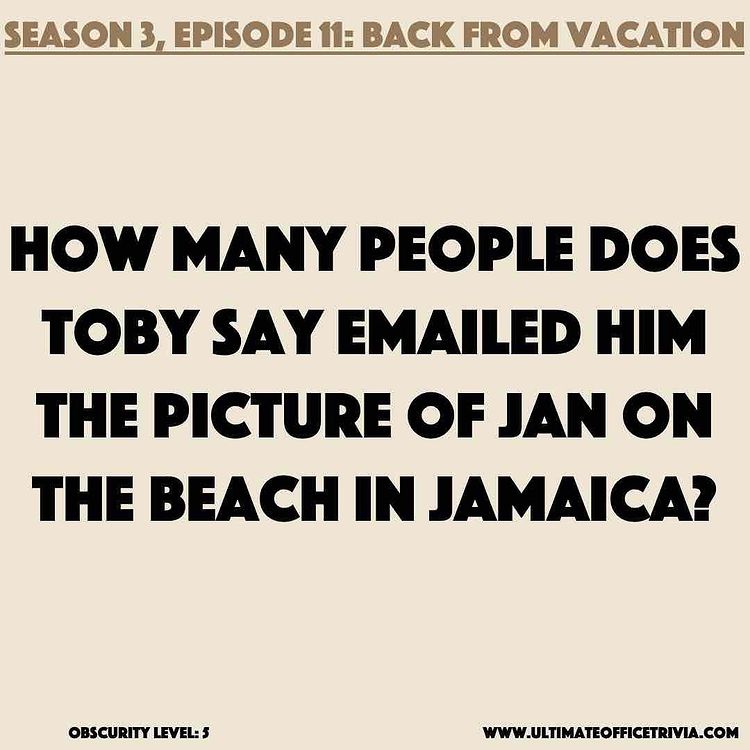 SEASON 3, EPISODE 11: BACK FROM VACATION
HOW MANY PEOPLE DOES
TOBY SAY EMAILED HIM
THE PICTURE OF JAN ON
THE BEACH IN JAMAICA?
OBSCURITY LEVEL: 5
WWW.ULTIMATEOFFICETRIVIA.COM